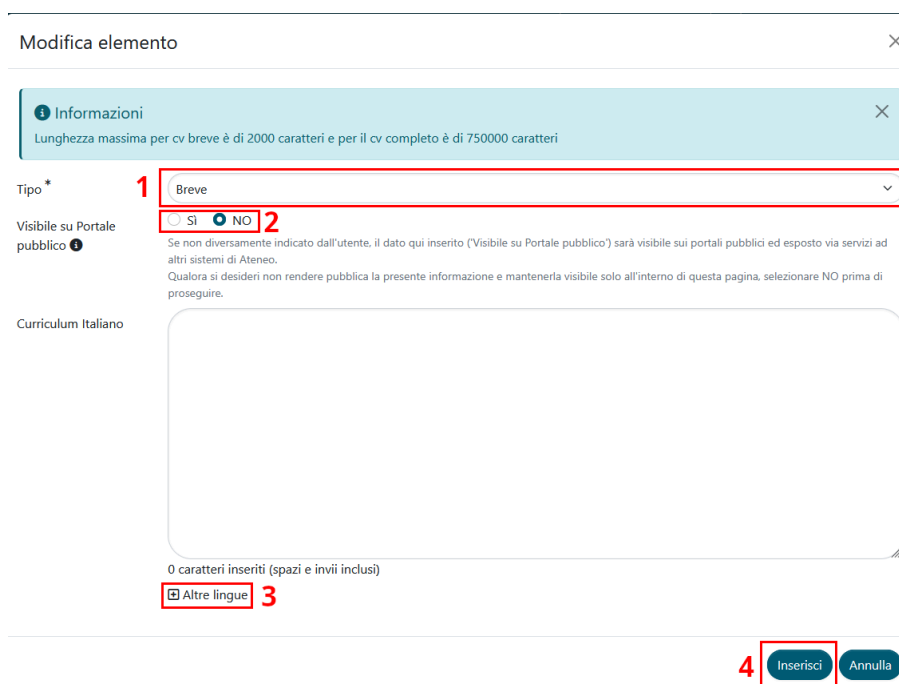 Modifica elemento
Informazioni
Lunghezza massima per cv breve è di 2000 caratteri e per il cv completo è di 750000 caratteri
Tipo * 1 Breve
Visibile su Portale pubblico Sì NO 2
Se non diversamente indicato dall'utente, il dato qui inserito ('Visibile su Portale pubblico') sarà visibile sui portali pubblici ed esposto via servizi ad
altri sistemi di Ateneo.
Qualora si desideri non rendere pubblica la presente informazione e mantenerla visibile solo all'interno di questa pagina, selezionare NO prima di
proseguire.
Curriculum Italiano
0 caratteri inseriti (spazi e invii inclusi)
Altre lingue 3
4 Inserisci Annulla